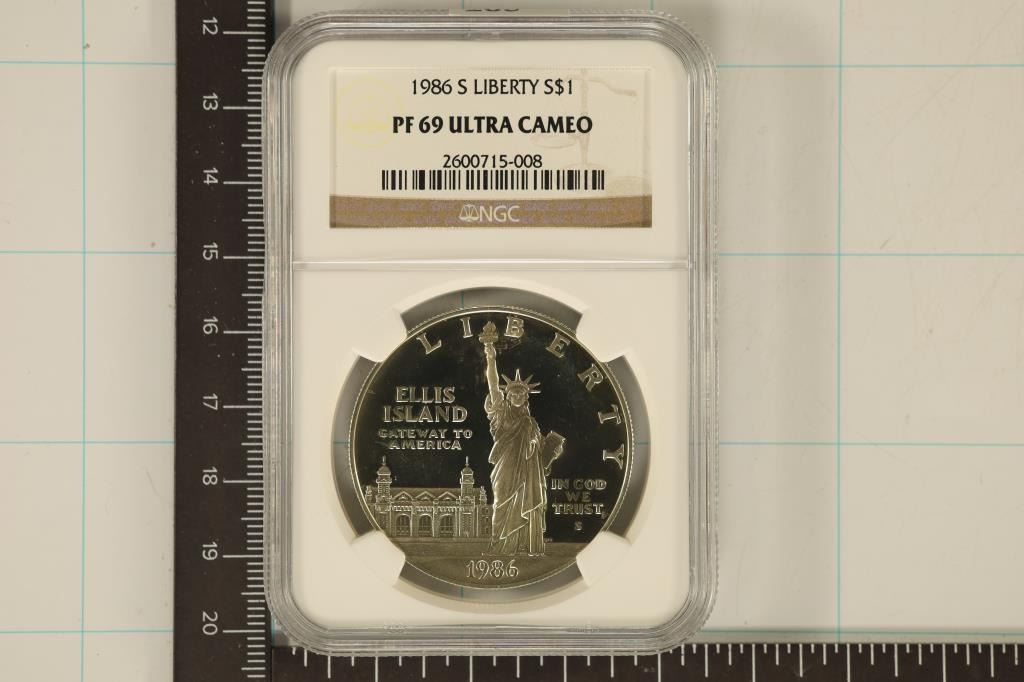 1986 S LIBERTY S$1
PF 69 ULTRA CAMEO
2600715-008
NGC
LIBERTY
ELLIS
ISLAND
GATEWAY TO
AMERICA
IN GOD
WE
TRUST
S
1986
12
13
14
15
16
17
18
19
20